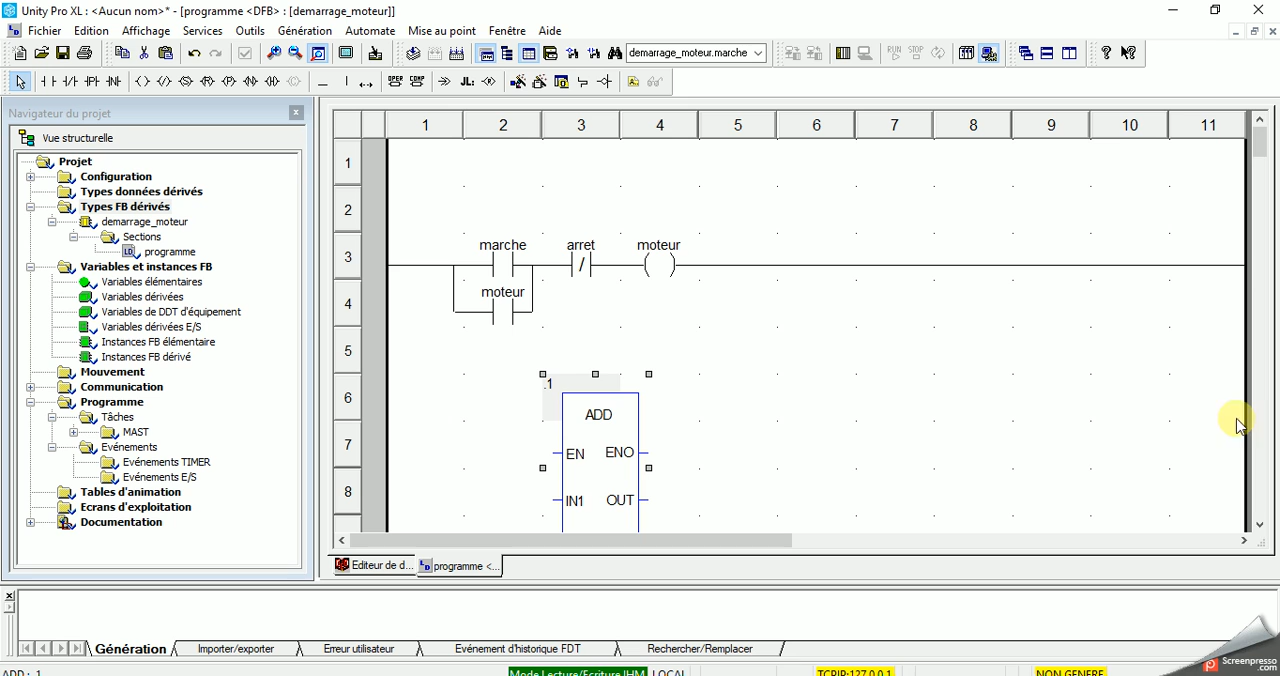 Unity Pro XL : <Aucun nom>* - [programme <DFB> : [demarrage_moteur]]
Fichier Edition Affichage Services Outils Génération Automate Mise au point Fenêtre Aide
demarrage_moteur.marche
RUN STOP
Navigateur du projet
Vue structurelle
Projet
Configuration
Types données dérivés
Types FB dérivés
demarrage_moteur
Sections
programme
Variables et instances FB
Variables élémentaires
Variables dérivées
Variables de DDT d'équipement
Variables dérivées E/S
Instances FB élémentaire
Instances FB dérivé
Mouvement
Communication
Programme
Tâches
MAST
Evénements
Evénements TIMER
Evénements E/S
Tables d'animation
Ecrans d'exploitation
Documentation
1 2 3 4 5 6 7 8 9 10 11
1
2
3
4
5
6
7
8
marche arret moteur
moteur
.1
ADD
EN ENO
IN1 OUT
Editeur de d... programme <...
Génération Importer/exporter Erreur utilisateur Evénement d'historique FDT Rechercher/Remplacer
ADD : .1 Mode Lecture/Ecriture IHM LOCAL TCPIP:127.0.0.1 NON GENERE
Screenpresso
.com